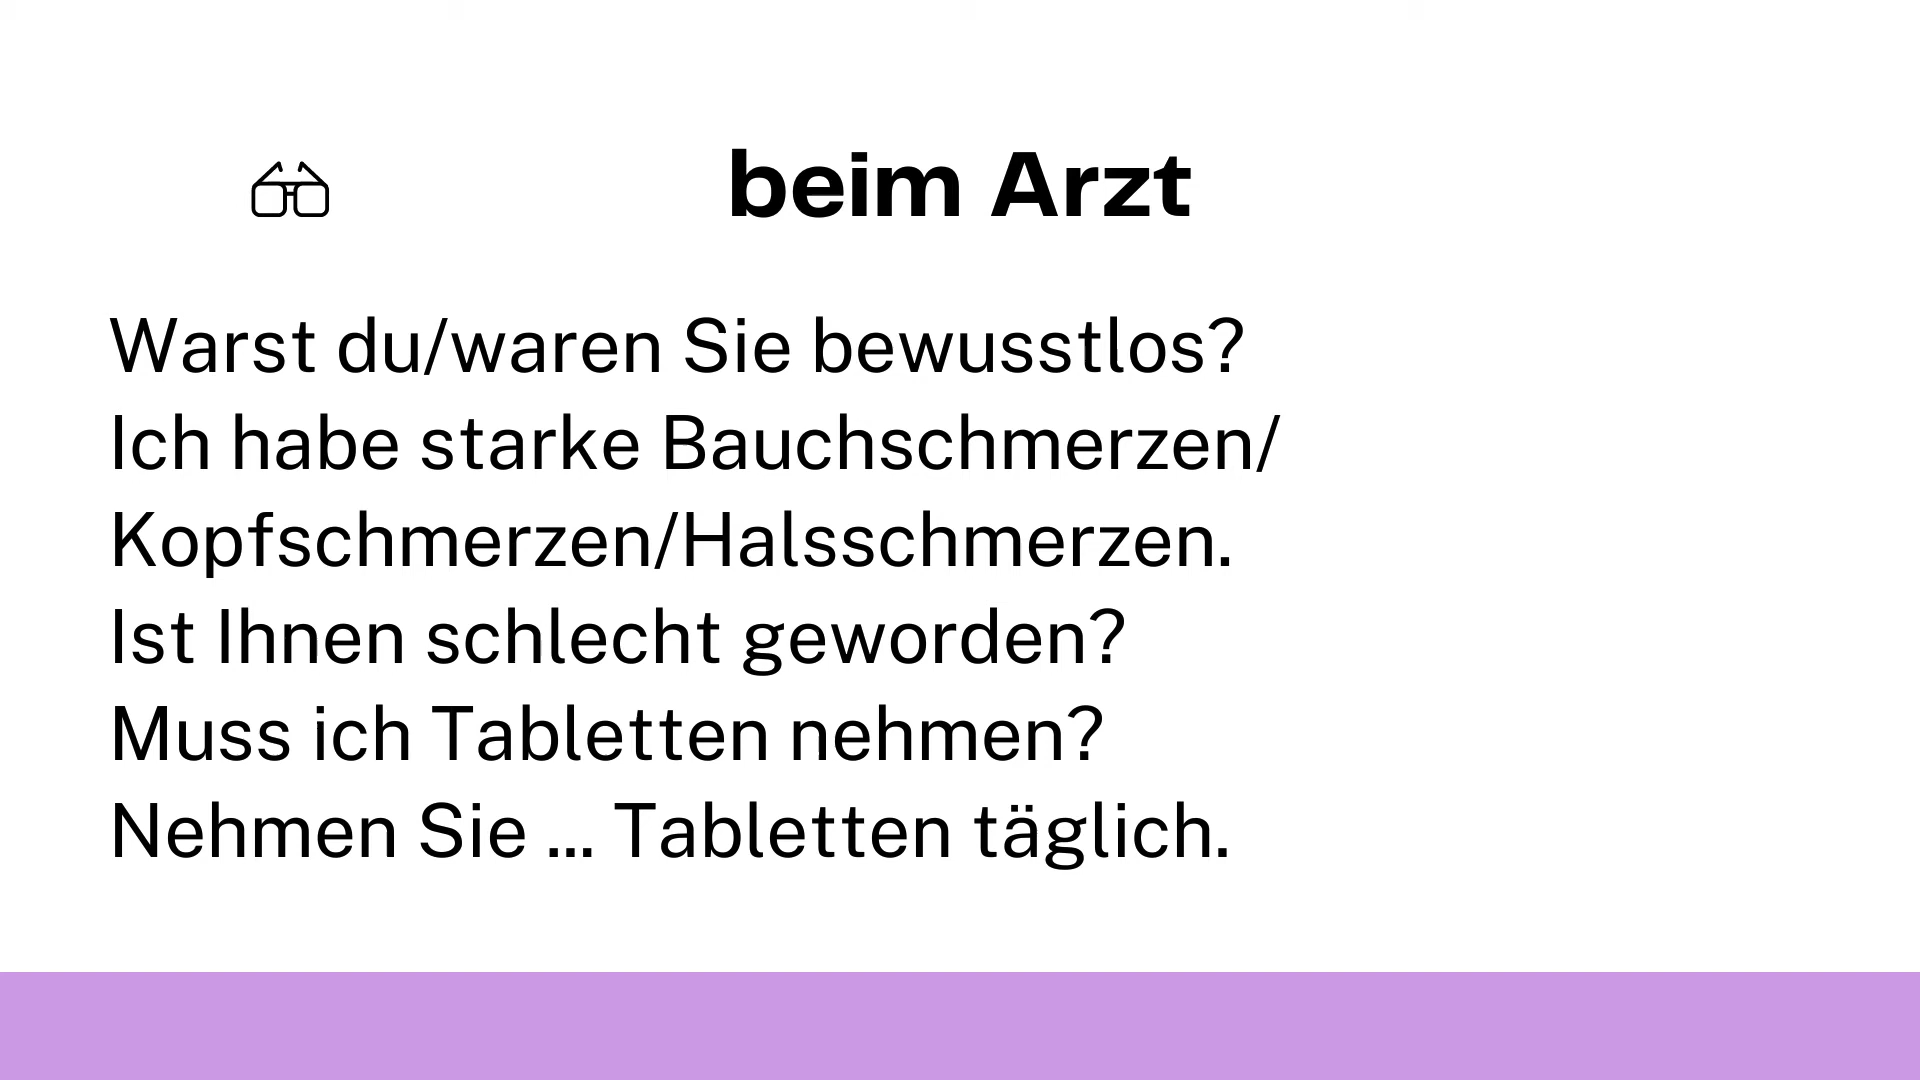 beim Arzt
Warst du/waren Sie bewusstlos?
Ich habe starke Bauchschmerzen/
Kopfschmerzen/Halsschmerzen.
Ist Ihnen schlecht geworden?
Muss ich Tabletten nehmen?
Nehmen Sie ... Tabletten täglich.